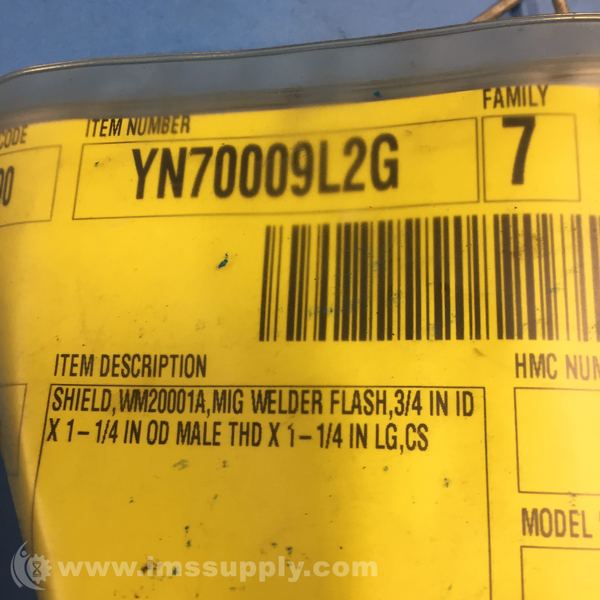 CODE
ITEM NUMBER
FAMILY
YN70009L2G
7
ITEM DESCRIPTION
HMC NUM
SHIELD,WM20001A,MIG WELDER FLASH,3/4 IN ID
X 1-1/4 IN OD MALE THD X 1-1/4 IN LG,CS
MODEL
www.imssupply.com